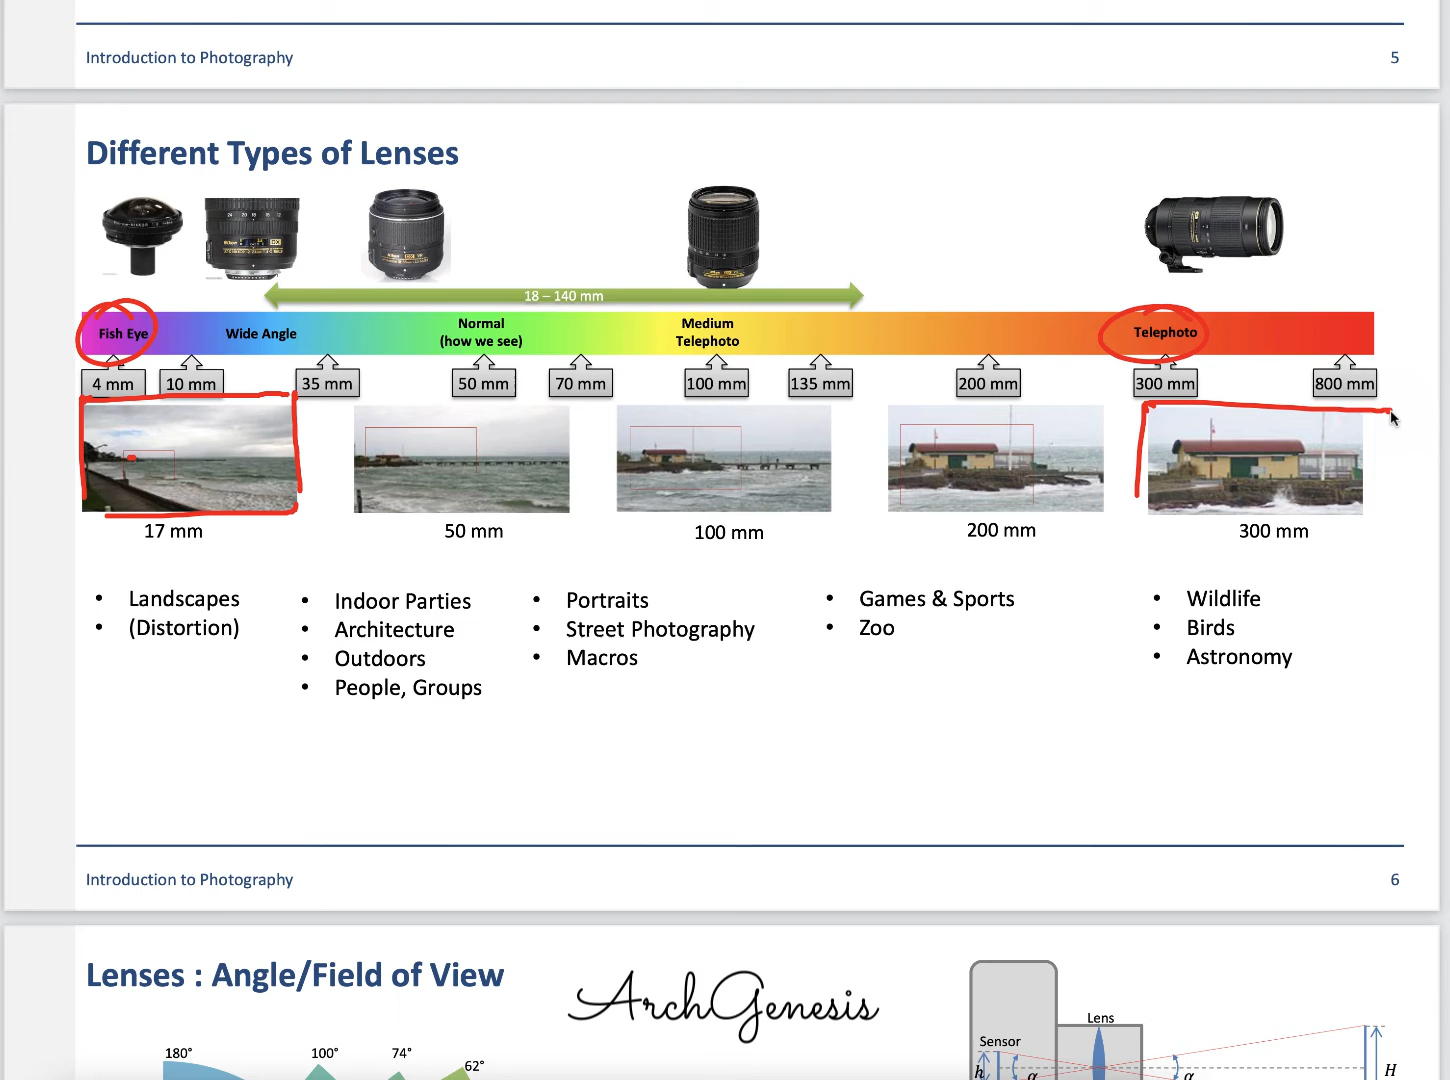 Introduction to Photography
5
Different Types of Lenses
18 – 140 mm
Fish Eye
Wide Angle
Normal
(how we see)
Medium
Telephoto
Telephoto
4 mm
10 mm
35 mm
50 mm
70 mm
100 mm
135 mm
200 mm
300 mm
800 mm
17 mm
50 mm
100 mm
200 mm
300 mm
• Landscapes
• (Distortion)
• Indoor Parties
• Architecture
• Outdoors
• People, Groups
• Portraits
• Street Photography
• Macros
• Games & Sports
• Zoo
• Wildlife
• Birds
• Astronomy
Introduction to Photography
6
Lenses : Angle/Field of View
ArchGenesis
180°
100°
74°
62°
Lens
Sensor
h
α
α
H